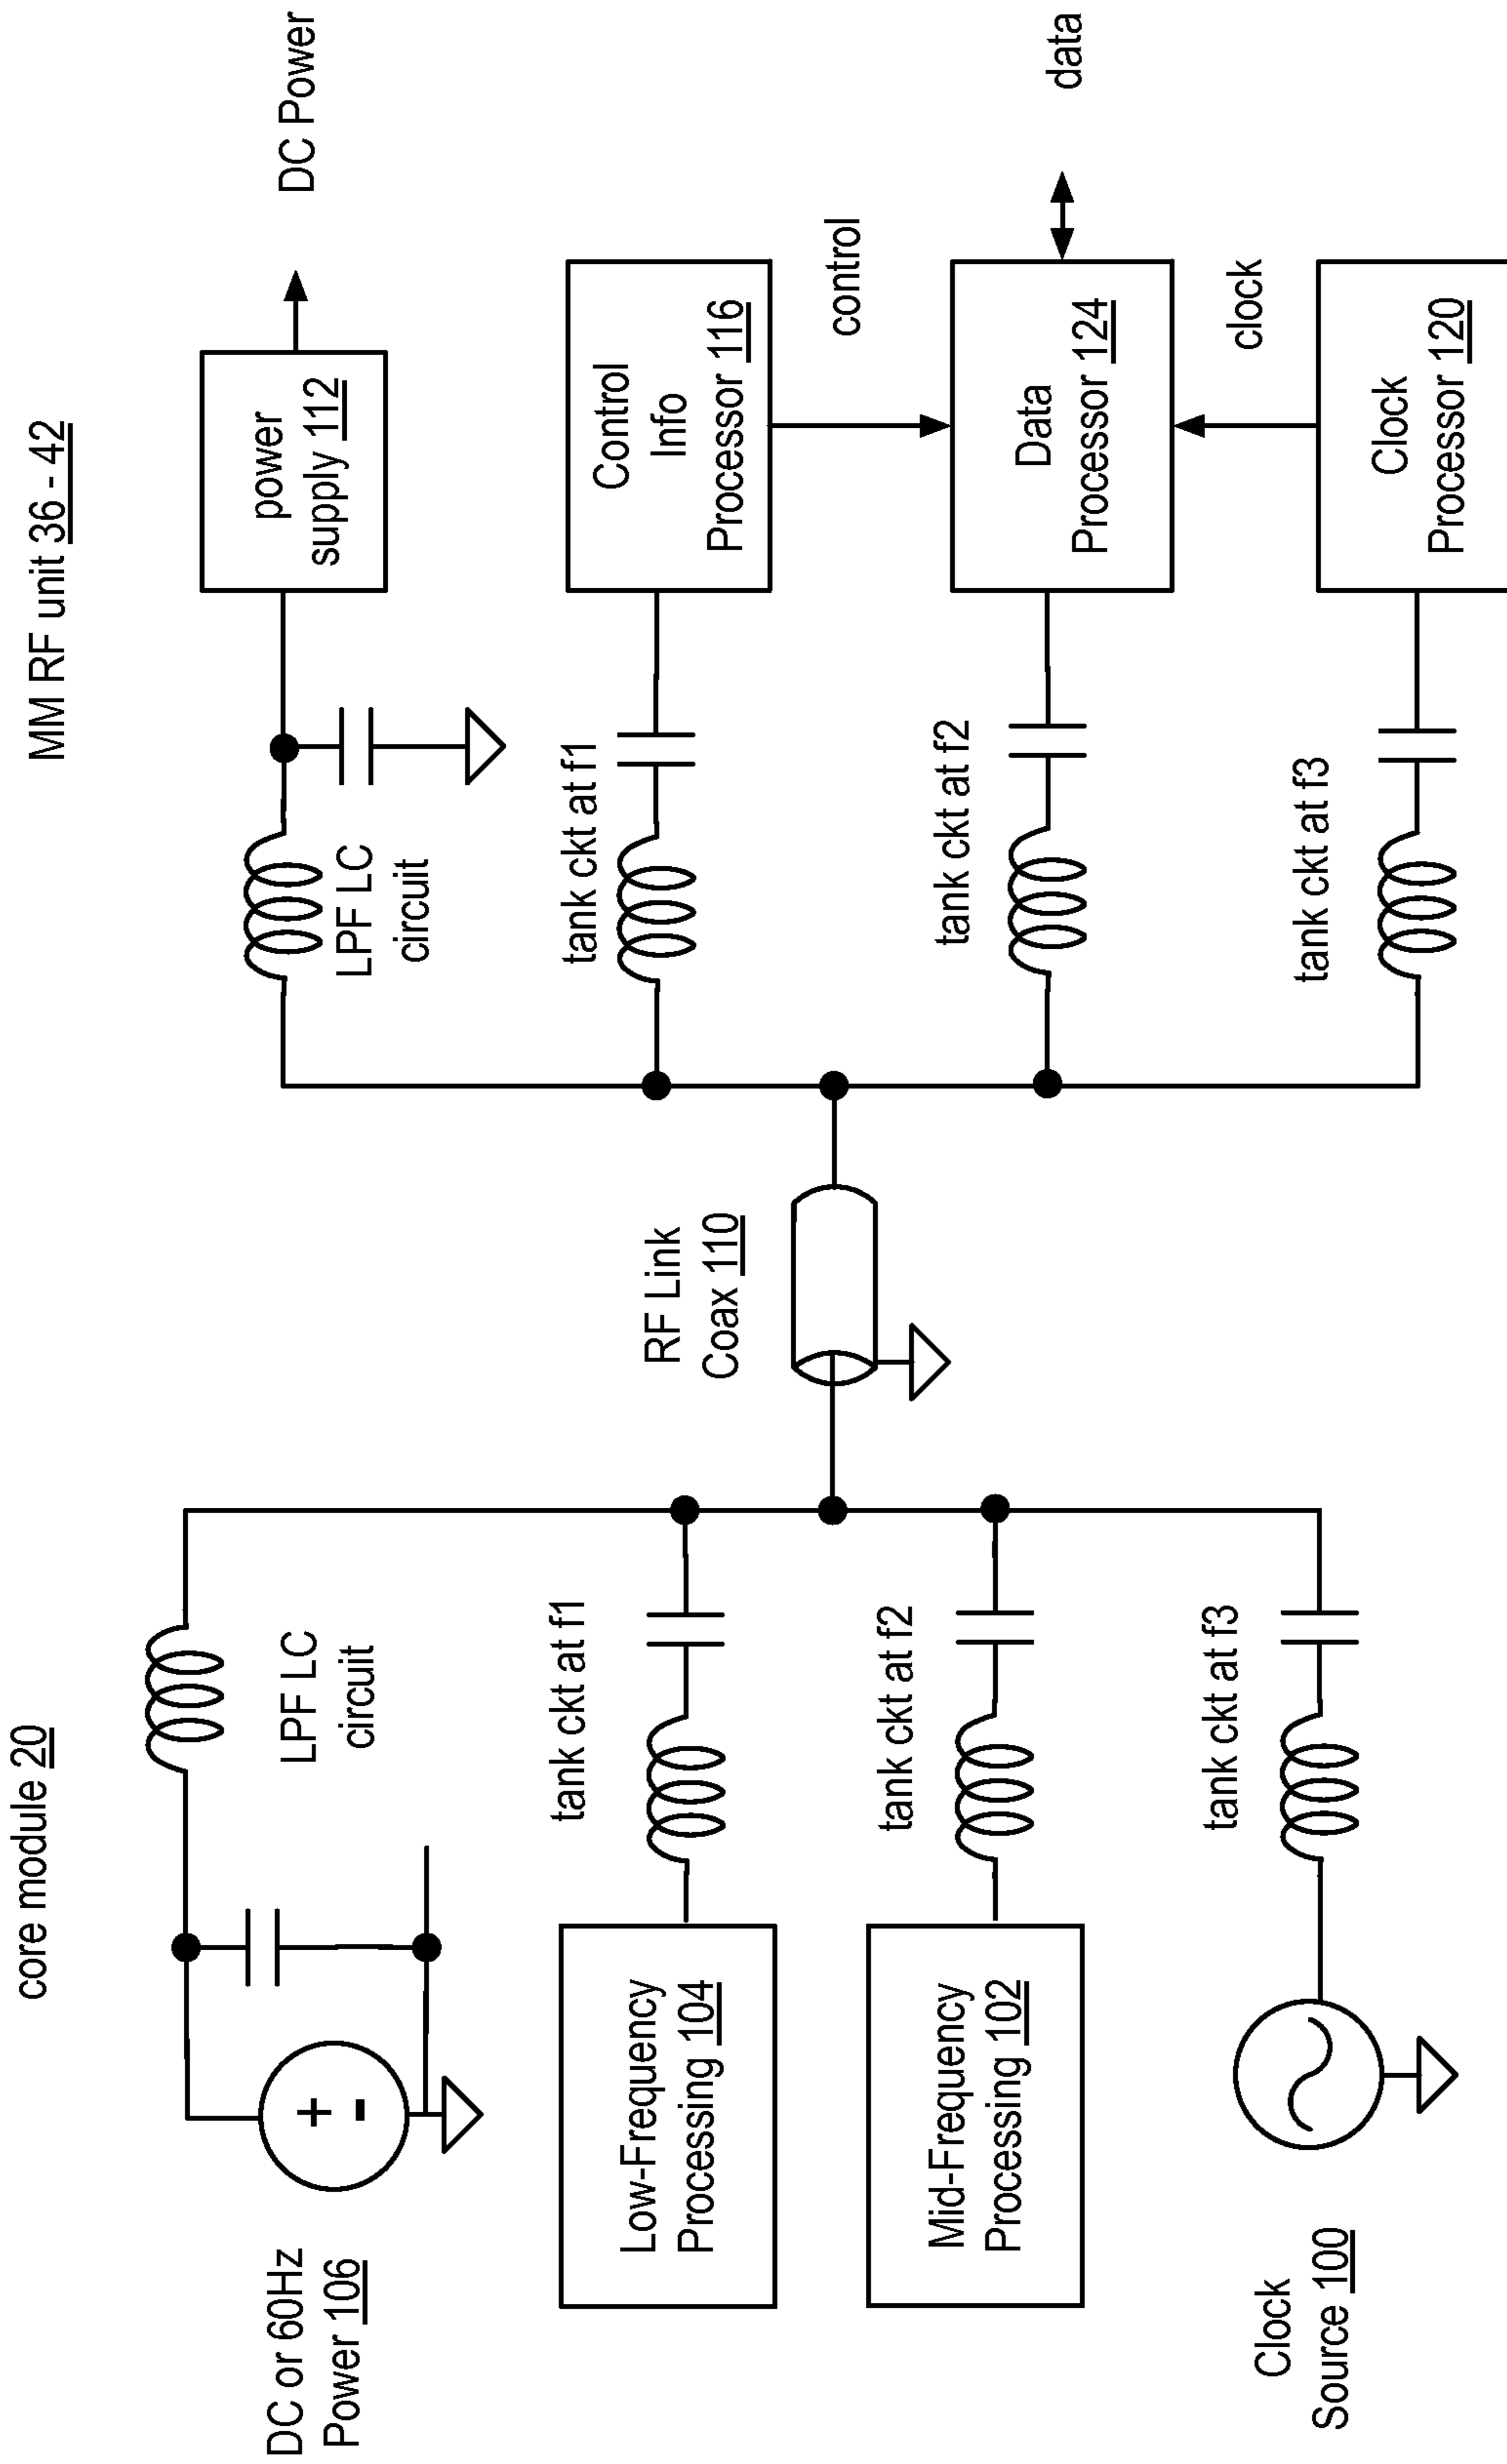 core module 20
MM RF unit 36 - 42
DC or 60Hz
Power 106
LPF LC
circuit
LPF LC
circuit
power
supply 112
DC Power
Low-Frequency
Processing 104
tank ckt at f1
RF Link
Coax 110
tank ckt at f1
Control
Info
Processor 116
control
Mid-Frequency
Processing 102
tank ckt at f2
tank ckt at f2
Data
Processor 124
data
clock
Clock
Source 100
tank ckt at f3
tank ckt at f3
Clock
Processor 120